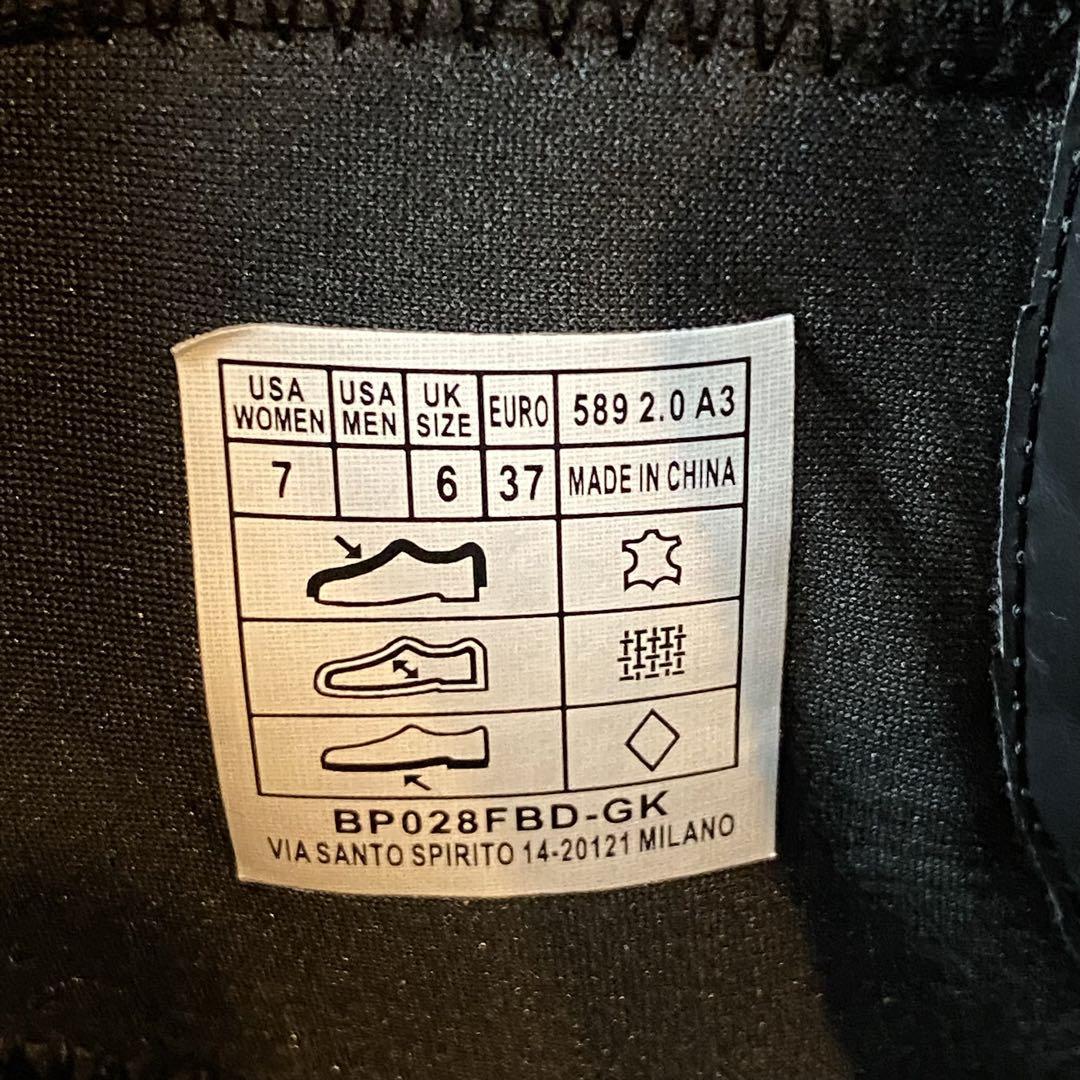 USA WOMEN
USA MEN
UK SIZE
EURO
589 2.0 A3
7
6
37
MADE IN CHINA
BP028FBD-GK
VIA SANTO SPIRITO 14-20121 MILANO